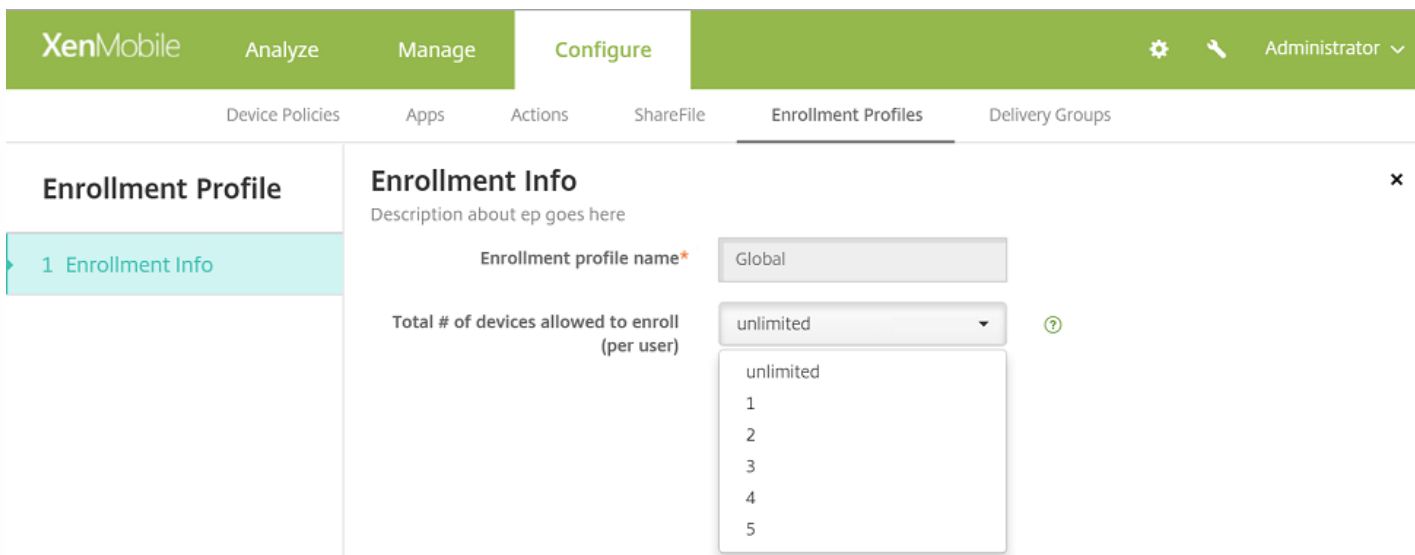 XenMobile Analyze Manage Configure Administrator
Device Policies Apps Actions ShareFile Enrollment Profiles Delivery Groups
Enrollment Profile
1 Enrollment Info
Enrollment Info
Description about ep goes here
Enrollment profile name* Global
Total # of devices allowed to enroll
(per user)
unlimited
unlimited
1
2
3
4
5